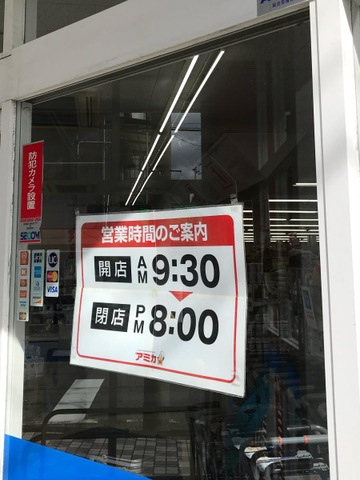 防犯カメラ設置
SECOM
UC
VISA
営業時間のご案内
開店 AM 9:30
閉店 PM 8:00
アミカ